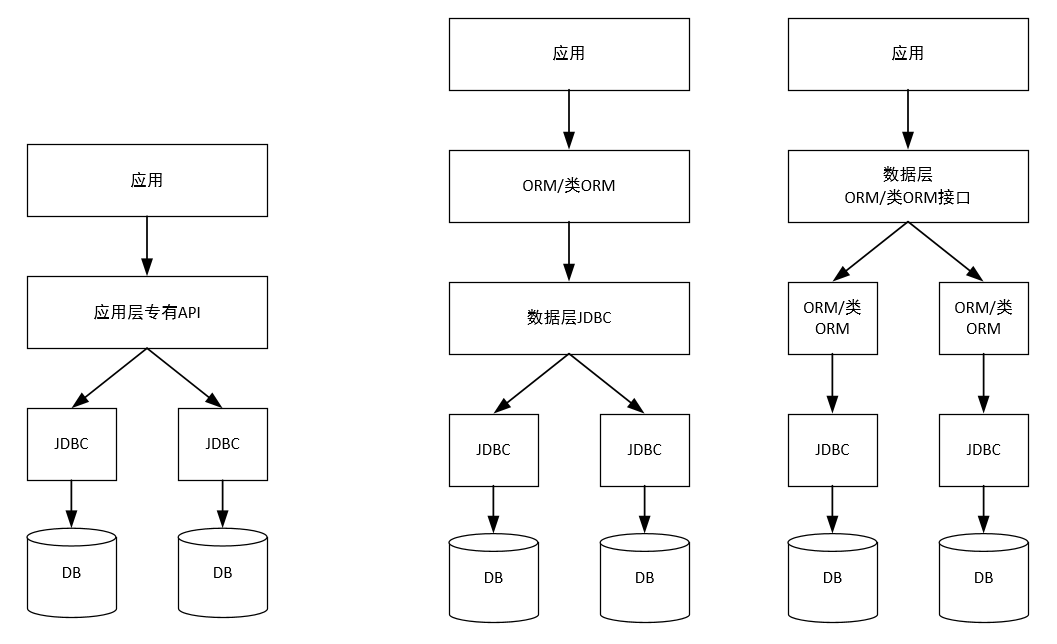 应用
应用层专有API
JDBC
JDBC
DB
DB
应用
ORM/类ORM
数据层JDBC
JDBC
JDBC
DB
DB
应用
数据层
ORM/类ORM接口
ORM/类
ORM
ORM/类
ORM
JDBC
JDBC
DB
DB